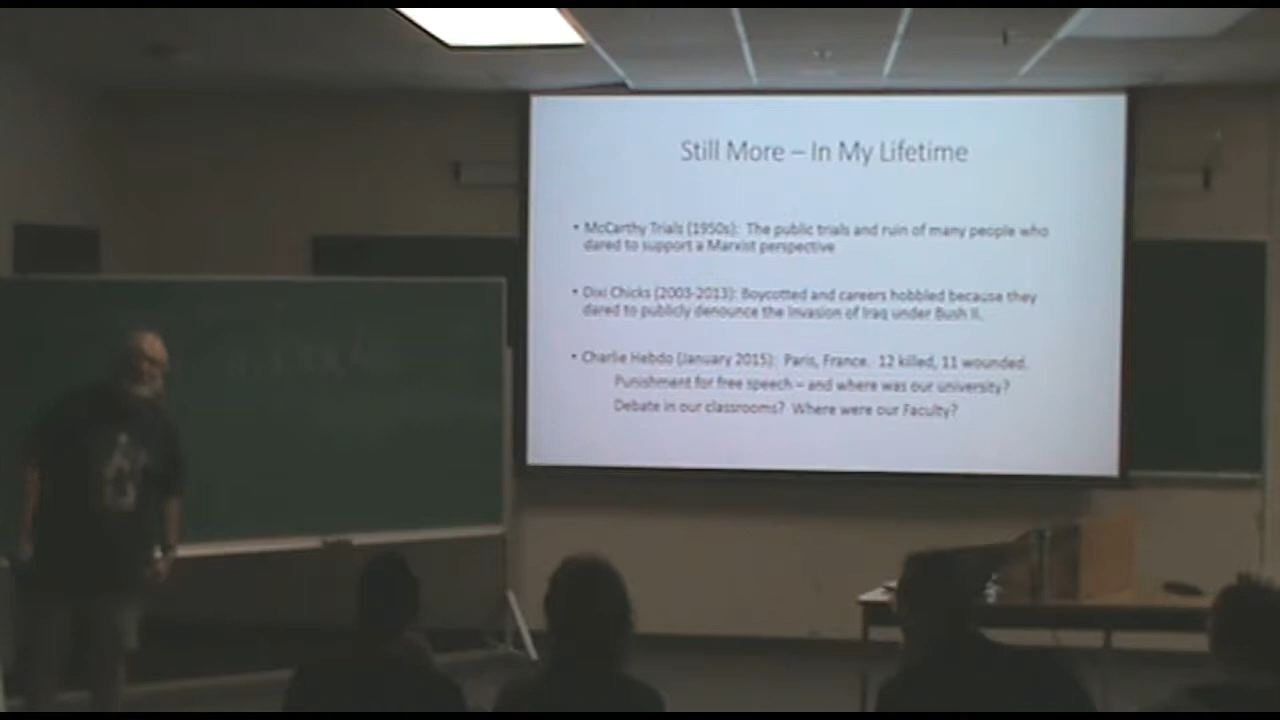 Still More – In My Lifetime
• McCarthy Trials (1950s): The public trials and ruin of many people who
dared to support a Marxist perspective
• Dixi Chicks (2003-2013): Boycotted and careers hobbled because they
dared to publicly denounce the invasion of Iraq under Bush II.
• Charlie Hebdo (January 2015): Paris, France. 12 killed, 11 wounded.
Punishment for free speech – and where was our university?
Debate in our classrooms? Where were our Faculty?